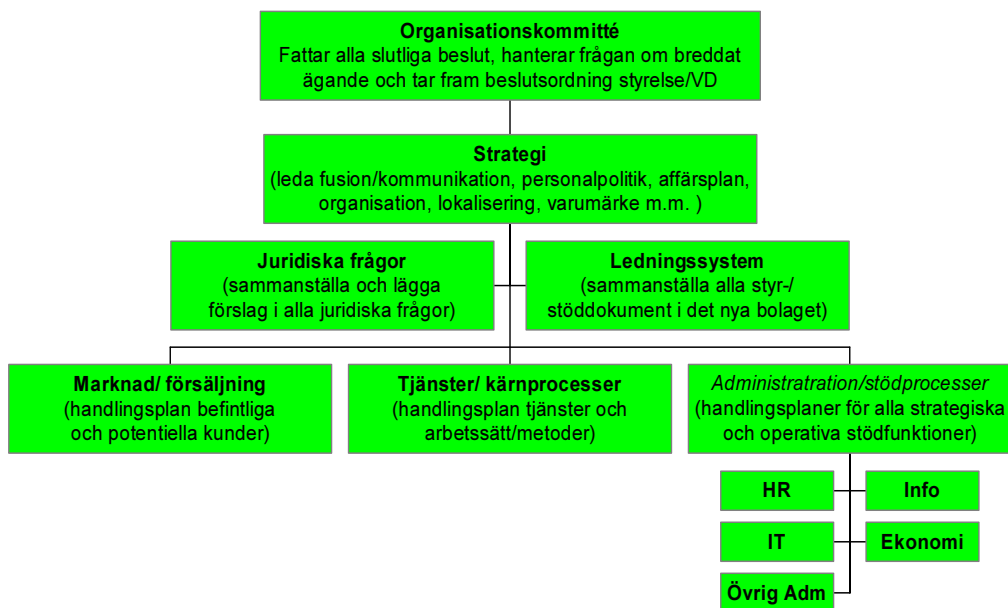 Organisationskommitté
Fattar alla slutliga beslut, hanterar frågan om breddat
ägande och tar fram beslutsordning styrelse/VD
Strategi
(leda fusion/kommunikation, personalpolitik, affärsplan,
organisation, lokalisering, varumärke m.m. )
Juridiska frågor
(sammanställa och lägga
förslag i alla juridiska frågor)
Ledningssystem
(sammanställa alla styr-/
stöddokument i det nya bolaget)
Marknad/ försäljning
(handlingsplan befintliga
och potentiella kunder)
Tjänster/ kärnprocesser
(handlingsplan tjänster och
arbetssätt/metoder)
Administratration/stödprocesser
(handlingsplaner för alla strategiska
och operativa stödfunktioner)
HR
Info
IT
Ekonomi
Övrig Adm